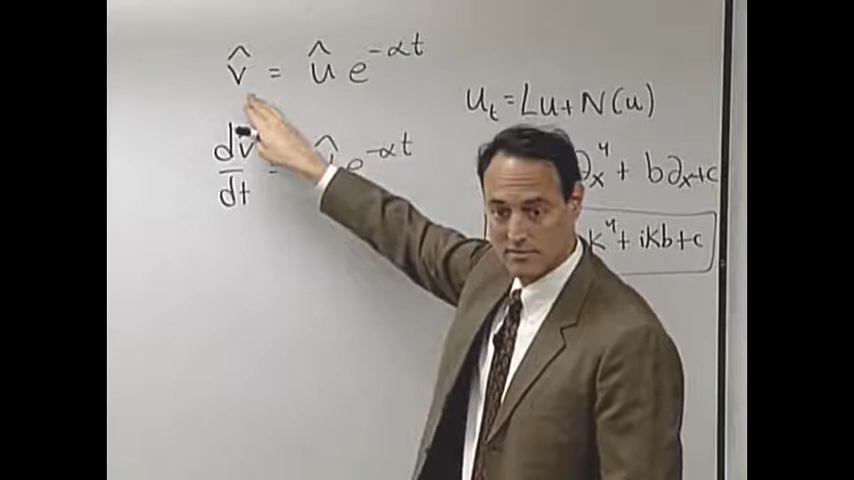 v̂ = û e^{-αt}
dv̂/dt = û e^{-αt}
u_t = Lu + N(u)
∂_x^4 + b∂_x + c
k^4 + iKb + c